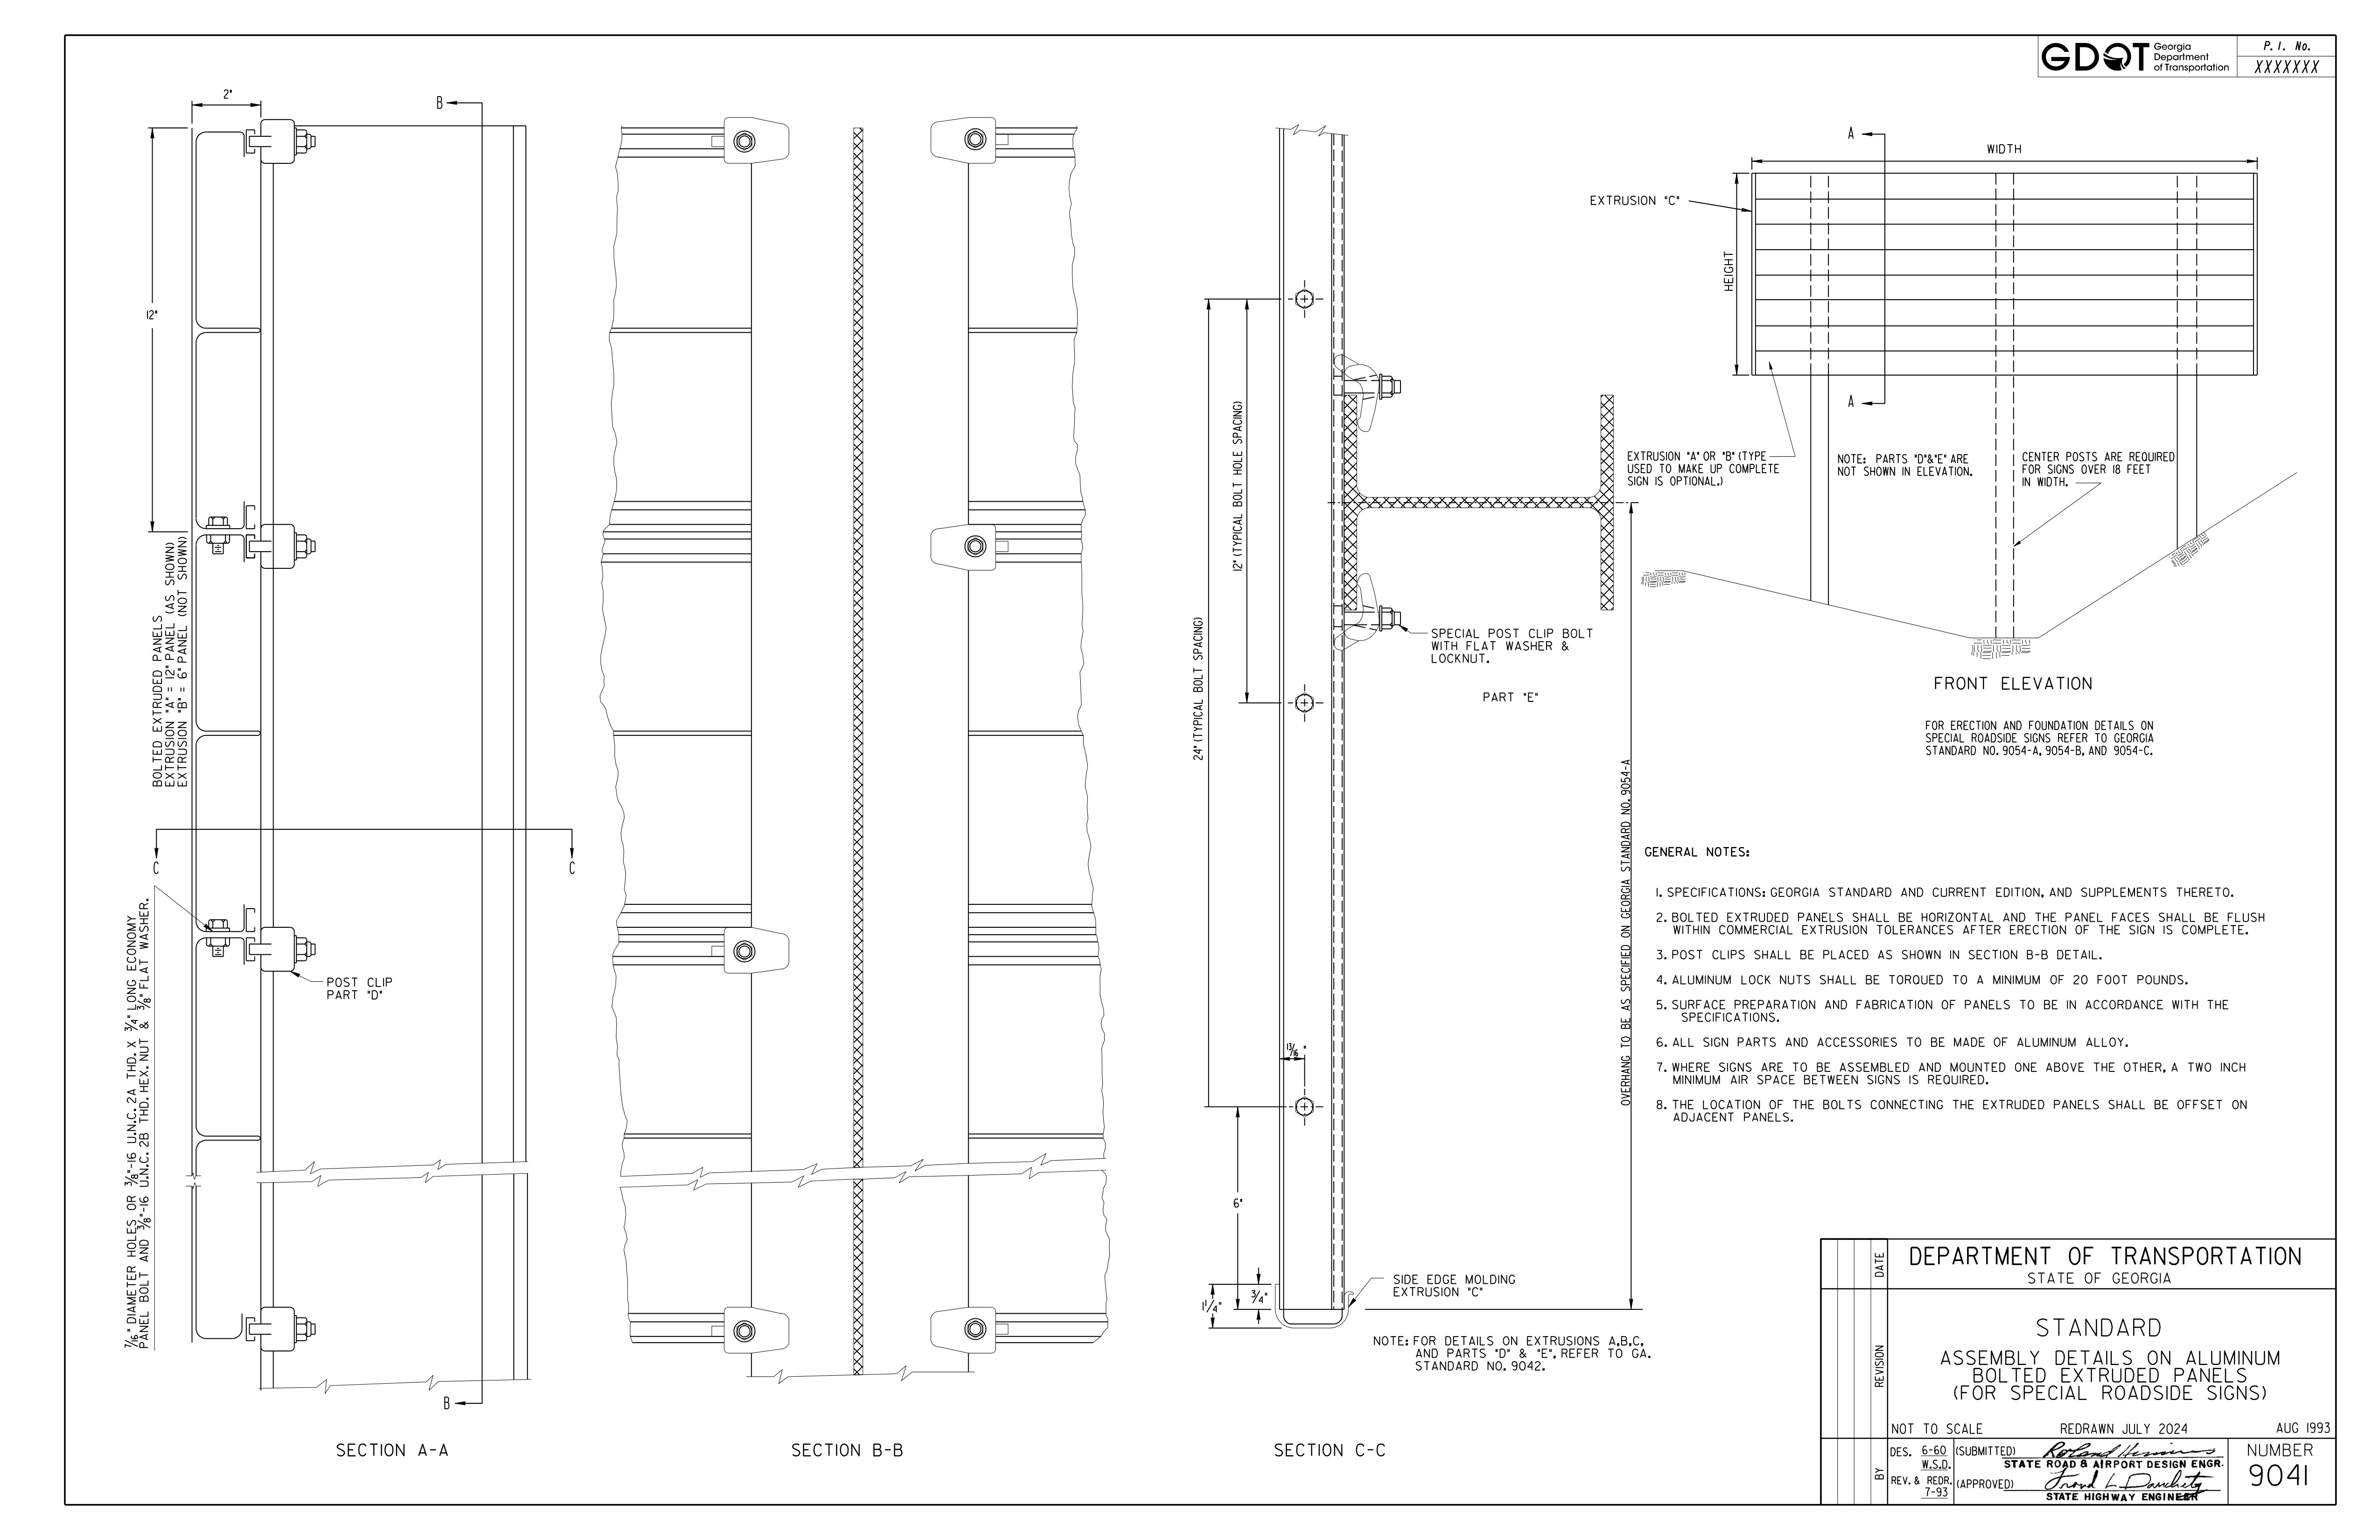 GDOT Georgia
Department
of Transportation
P. I. No.
XXXXXXX
2"
B
12"
BOLTED EXTRUDED PANELS
EXTRUSION "A" = 12" PANEL (AS SHOWN)
EXTRUSION "B" = 6" PANEL (NOT SHOWN)
C
C
7/16" DIAMETER HOLES OR 3/8"-16 U.N.C. 2A THD. X 3/4" LONG ECONOMY
PANEL BOLT AND 3/8"-16 U.N.C. 2B THD. HEX. NUT & 3/8" FLAT WASHER.
POST CLIP
PART "D"
B
SECTION A-A
SECTION B-B
24" (TYPICAL BOLT SPACING)
12" (TYPICAL BOLT HOLE SPACING)
SPECIAL POST CLIP BOLT
WITH FLAT WASHER &
LOCKNUT.
PART "E"
OVERHANG TO BE AS SPECIFIED ON GEORGIA STANDARD NO. 9054-A
13/16"
6"
3/4"
1 1/4"
SIDE EDGE MOLDING
EXTRUSION "C"
NOTE: FOR DETAILS ON EXTRUSIONS A,B,C,
AND PARTS "D" & "E", REFER TO GA.
STANDARD NO. 9042.
SECTION C-C
A
WIDTH
EXTRUSION "C"
HEIGHT
A
EXTRUSION "A" OR "B" (TYPE
USED TO MAKE UP COMPLETE
SIGN IS OPTIONAL.)
NOTE: PARTS "D"&"E" ARE
NOT SHOWN IN ELEVATION.
CENTER POSTS ARE REQUIRED
FOR SIGNS OVER 18 FEET
IN WIDTH.
FRONT ELEVATION
FOR ERECTION AND FOUNDATION DETAILS ON
SPECIAL ROADSIDE SIGNS REFER TO GEORGIA
STANDARD NO. 9054-A, 9054-B, AND 9054-C.
GENERAL NOTES:
1. SPECIFICATIONS: GEORGIA STANDARD AND CURRENT EDITION, AND SUPPLEMENTS THERETO.
2. BOLTED EXTRUDED PANELS SHALL BE HORIZONTAL AND THE PANEL FACES SHALL BE FLUSH
WITHIN COMMERCIAL EXTRUSION TOLERANCES AFTER ERECTION OF THE SIGN IS COMPLETE.
3. POST CLIPS SHALL BE PLACED AS SHOWN IN SECTION B-B DETAIL.
4. ALUMINUM LOCK NUTS SHALL BE TORQUED TO A MINIMUM OF 20 FOOT POUNDS.
5. SURFACE PREPARATION AND FABRICATION OF PANELS TO BE IN ACCORDANCE WITH THE
SPECIFICATIONS.
6. ALL SIGN PARTS AND ACCESSORIES TO BE MADE OF ALUMINUM ALLOY.
7. WHERE SIGNS ARE TO BE ASSEMBLED AND MOUNTED ONE ABOVE THE OTHER, A TWO INCH
MINIMUM AIR SPACE BETWEEN SIGNS IS REQUIRED.
8. THE LOCATION OF THE BOLTS CONNECTING THE EXTRUDED PANELS SHALL BE OFFSET ON
ADJACENT PANELS.
DATE
REVISION
BY
DEPARTMENT OF TRANSPORTATION
STATE OF GEORGIA
STANDARD
ASSEMBLY DETAILS ON ALUMINUM
BOLTED EXTRUDED PANELS
(FOR SPECIAL ROADSIDE SIGNS)
NOT TO SCALE REDRAWN JULY 2024 AUG 1993
DES. 6-60
W.S.D.
REV. & REDR.
7-93
(SUBMITTED)
STATE ROAD & AIRPORT DESIGN ENGR.
(APPROVED)
STATE HIGHWAY ENGINEER
NUMBER
9041